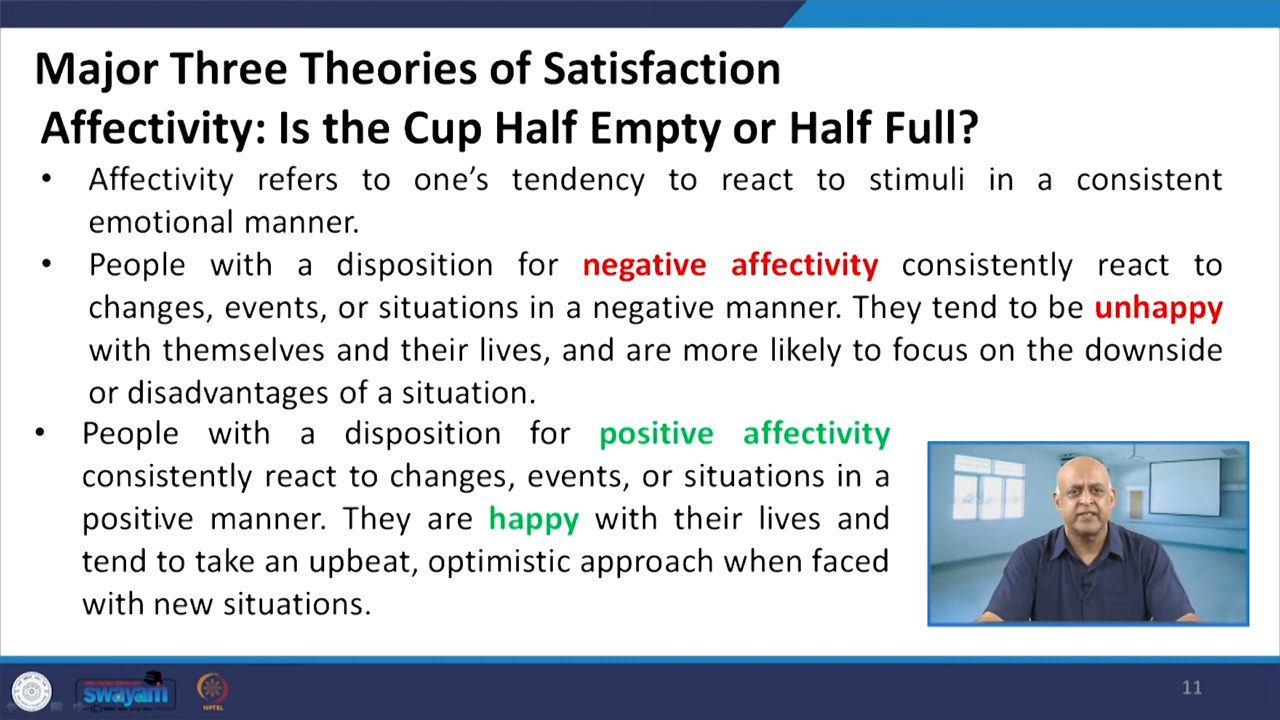 Major Three Theories of Satisfaction
Affectivity: Is the Cup Half Empty or Half Full?
• Affectivity refers to one's tendency to react to stimuli in a consistent
emotional manner.
• People with a disposition for negative affectivity consistently react to
changes, events, or situations in a negative manner. They tend to be unhappy
with themselves and their lives, and are more likely to focus on the downside
or disadvantages of a situation.
• People with a disposition for positive affectivity
consistently react to changes, events, or situations in a
positive manner. They are happy with their lives and
tend to take an upbeat, optimistic approach when faced
with new situations.
swayam
NPTEL
11